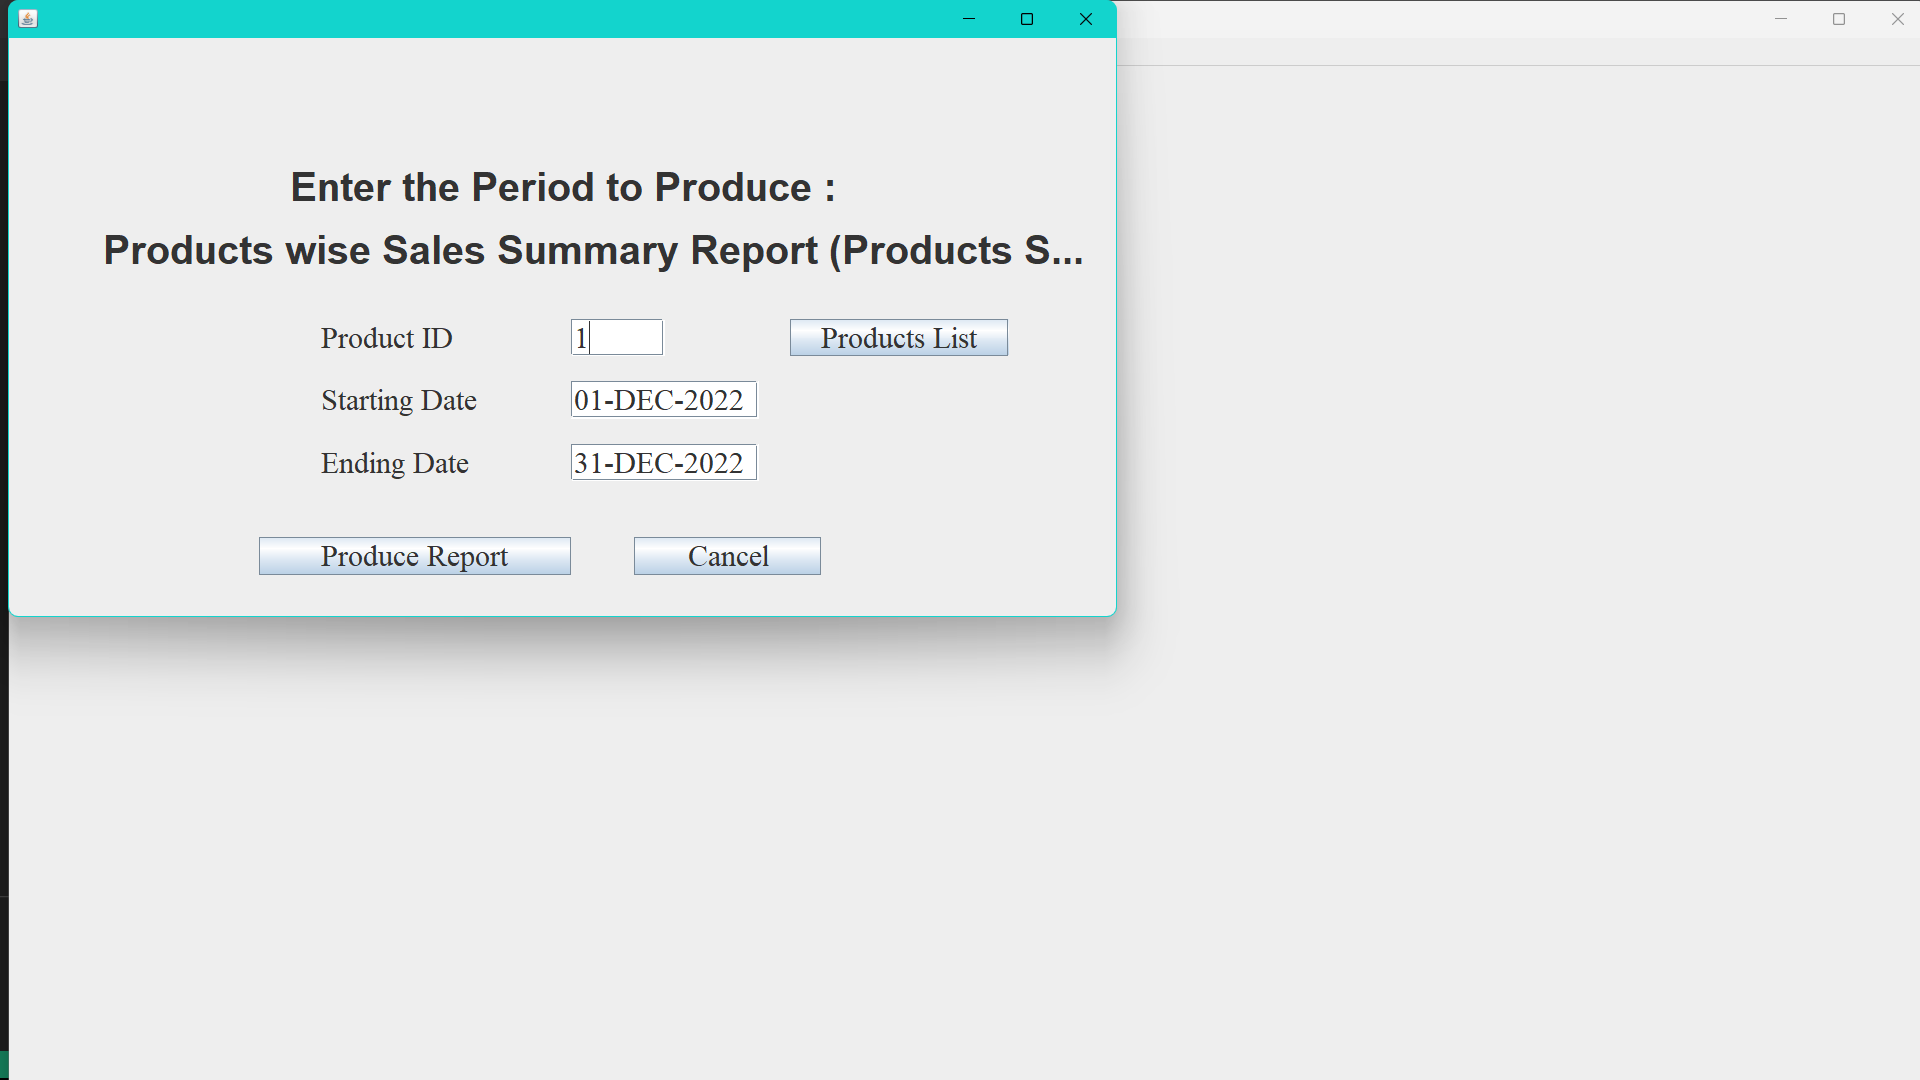 Enter the Period to Produce :
Products wise Sales Summary Report (Products S...
Product ID 1 Products List
Starting Date 01-DEC-2022
Ending Date 31-DEC-2022
Produce Report Cancel